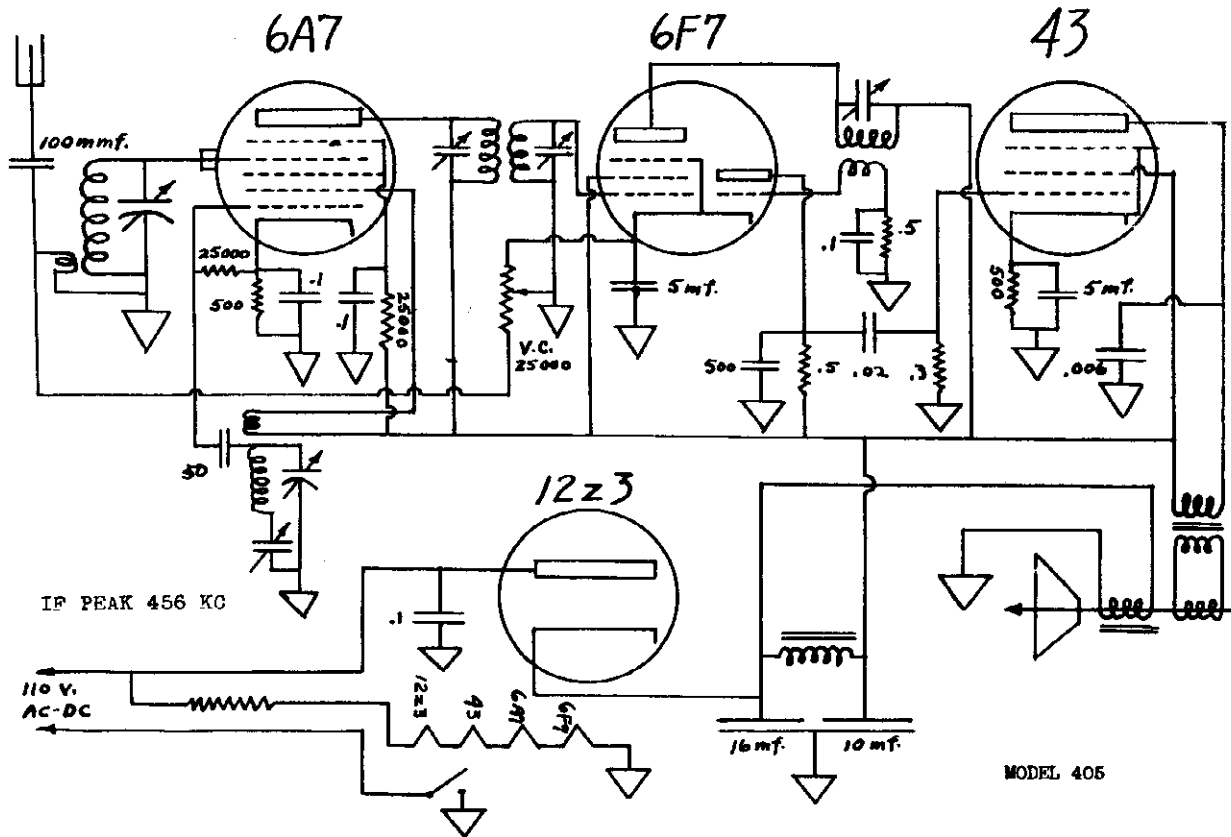 6A7
6F7
43
100mmf.
25000
500
.1
.1
25000
V.C.
25000
5mf.
.1
.5
500
.5
.02
.3
500
5mf.
.006
50
12z3
IF PEAK 456 KC
.1
110 V.
AC-DC
12z3
43
6A7
6F7
16mf.
10mf.
MODEL 405